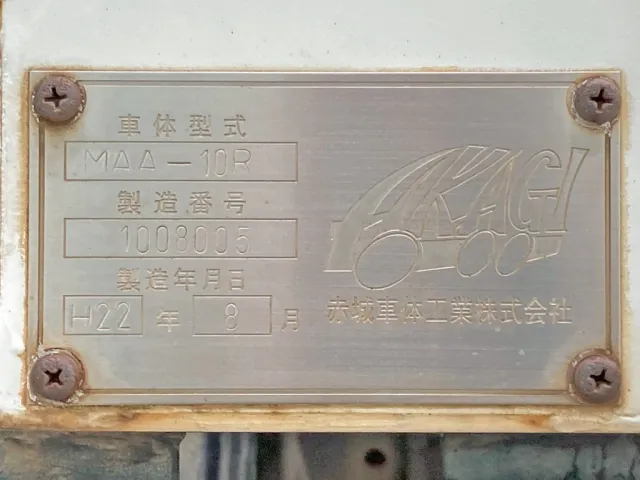 車体型式
MAA-10R
製造番号
1008005
製造年月日
H22 年 8 月
AKAGI
赤城車体工業株式会社